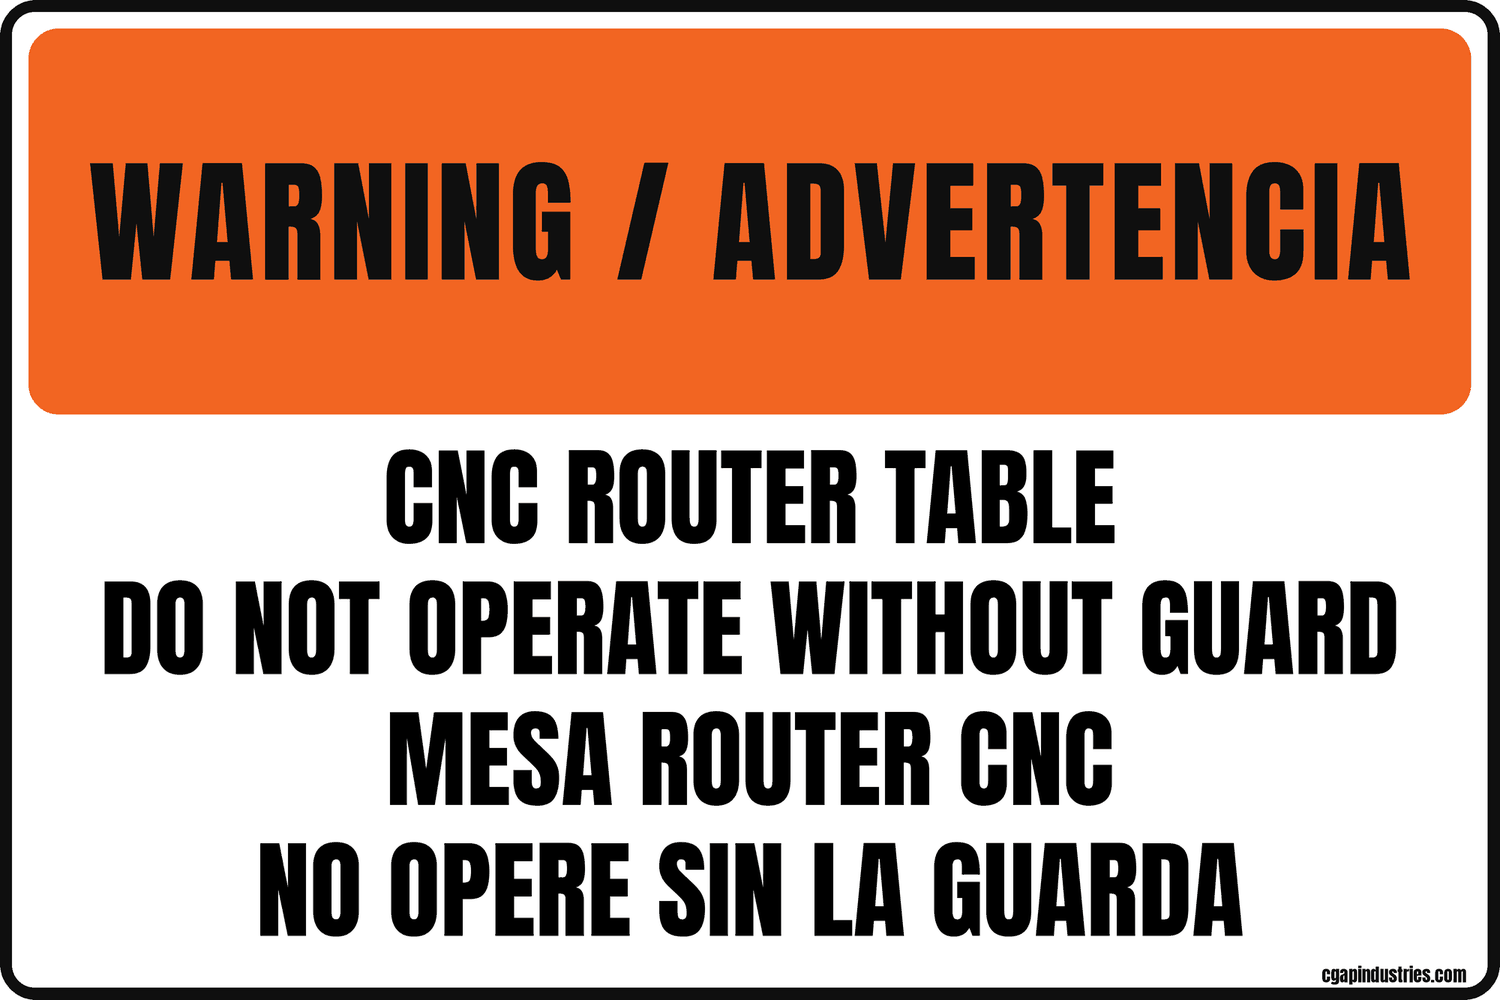 WARNING / ADVERTENCIA
CNC ROUTER TABLE
DO NOT OPERATE WITHOUT GUARD
MESA ROUTER CNC
NO OPERE SIN LA GUARDA
cgapindustries.com